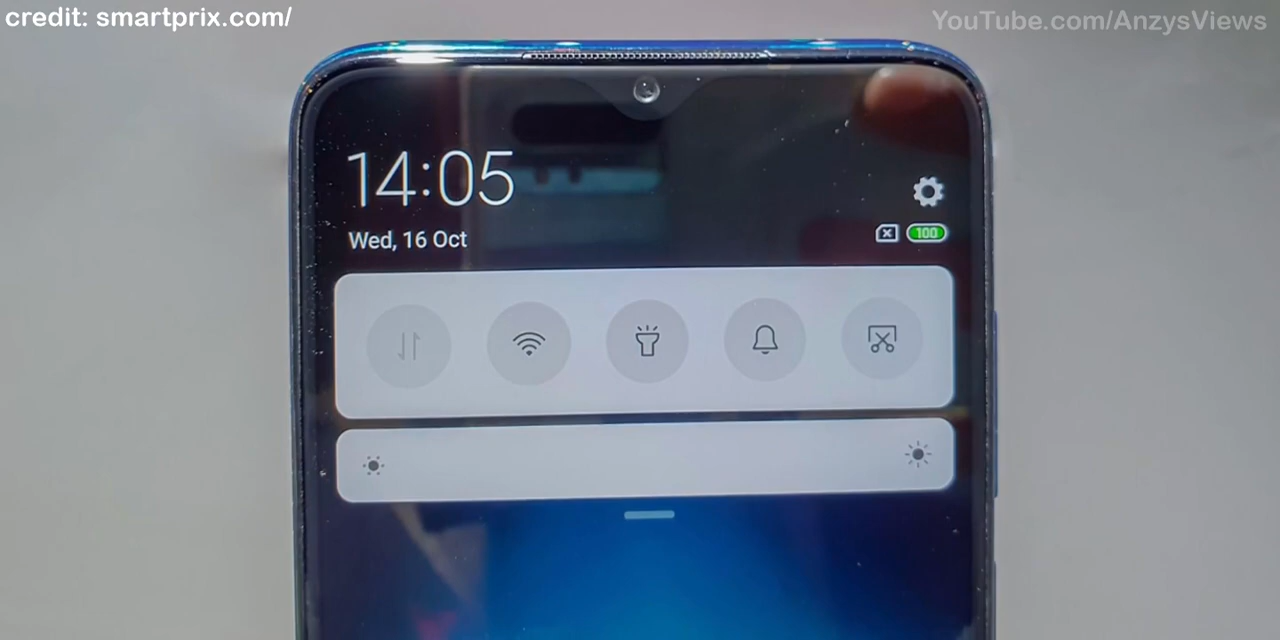 credit: smartprix.com/
YouTube.com/AnzysViews
14:05
Wed, 16 Oct
100